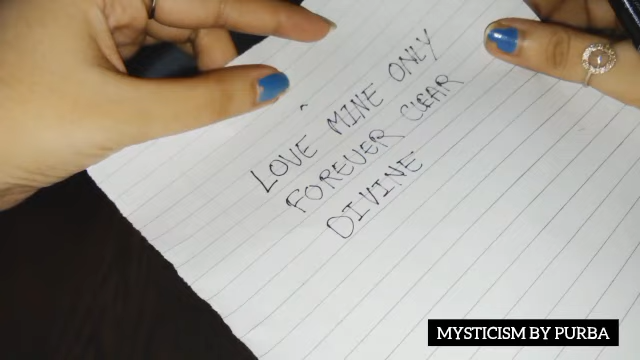 LOVE MINE ONLY
FOREVER CLEAR
DIVINE
MYSTICISM BY PURBA